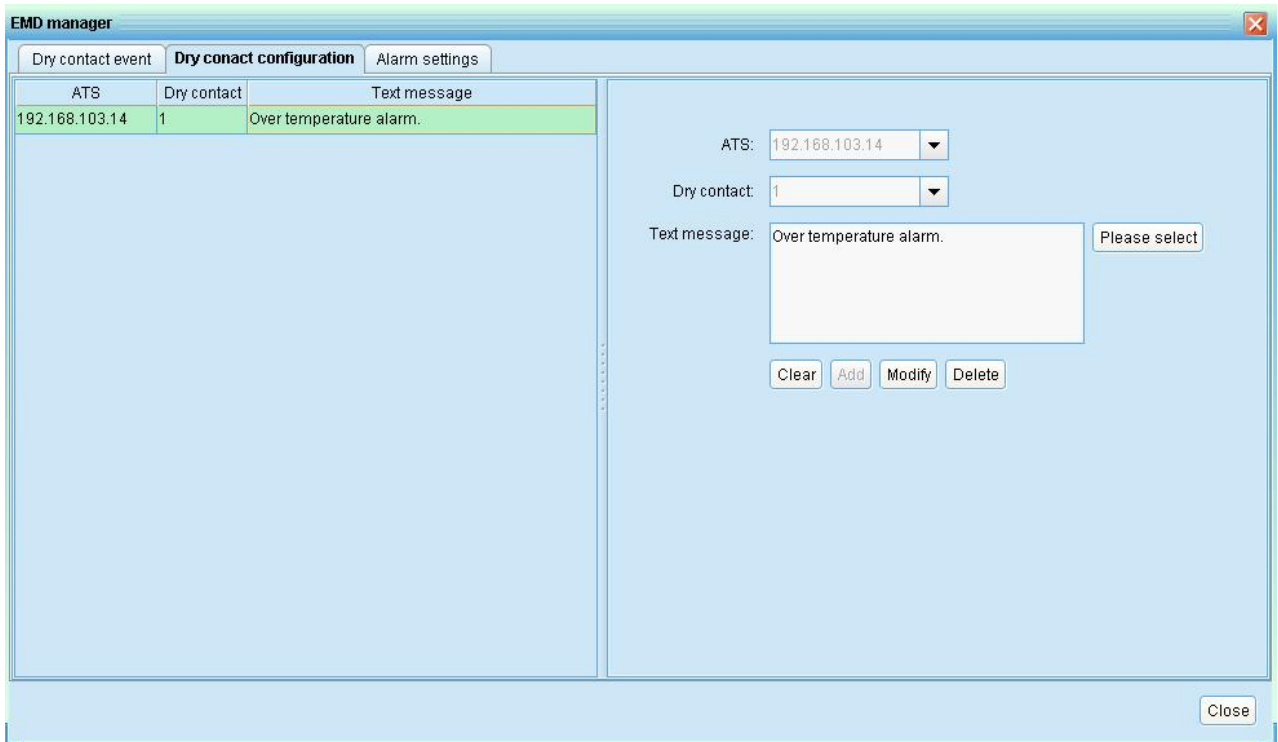 EMD manager
Dry contact event Dry conact configuration Alarm settings
ATS Dry contact Text message
192.168.103.14 1 Over temperature alarm.
ATS: 192.168.103.14
Dry contact: 1
Text message: Over temperature alarm. Please select
Clear Add Modify Delete
Close